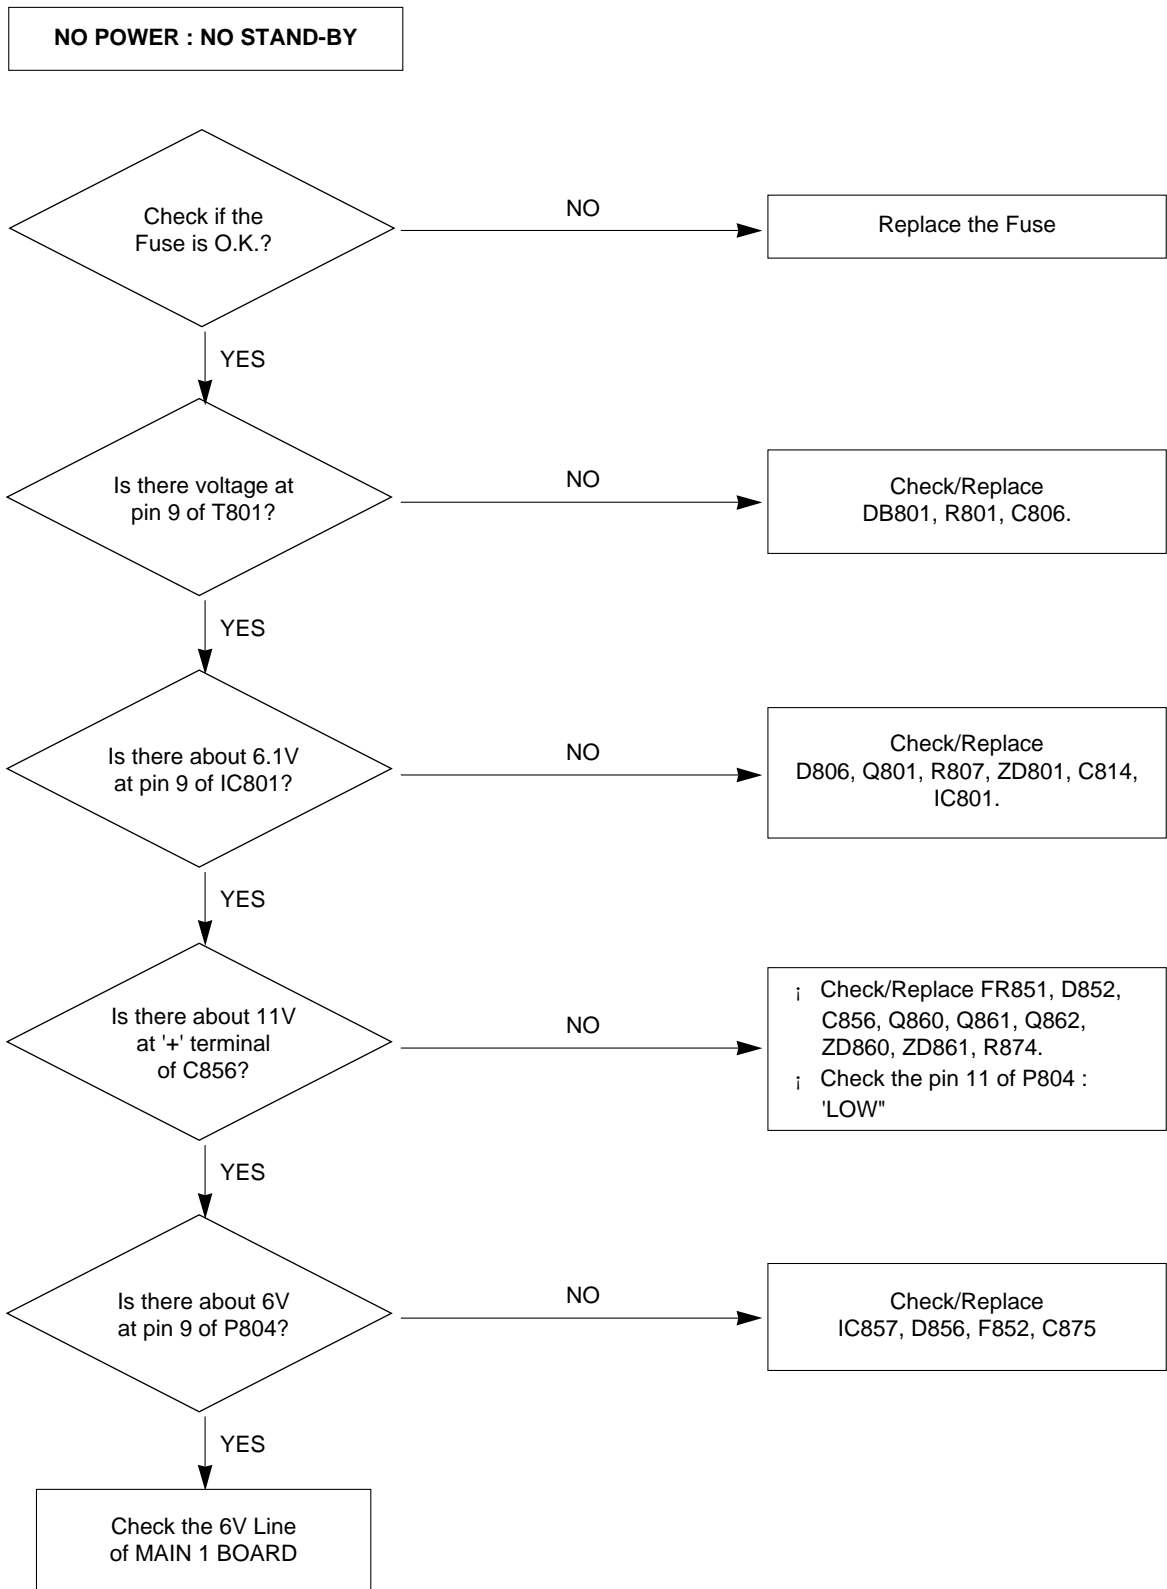 NO POWER : NO STAND-BY
Check if the
Fuse is O.K.?
NO
Replace the Fuse
YES
Is there voltage at
pin 9 of T801?
NO
Check/Replace
DB801, R801, C806.
YES
Is there about 6.1V
at pin 9 of IC801?
NO
Check/Replace
D806, Q801, R807, ZD801, C814,
IC801.
YES
Is there about 11V
at '+' terminal
of C856?
NO
¡ Check/Replace FR851, D852,
C856, Q860, Q861, Q862,
ZD860, ZD861, R874.
¡ Check the pin 11 of P804 :
'LOW"
YES
Is there about 6V
at pin 9 of P804?
NO
Check/Replace
IC857, D856, F852, C875
YES
Check the 6V Line
of MAIN 1 BOARD